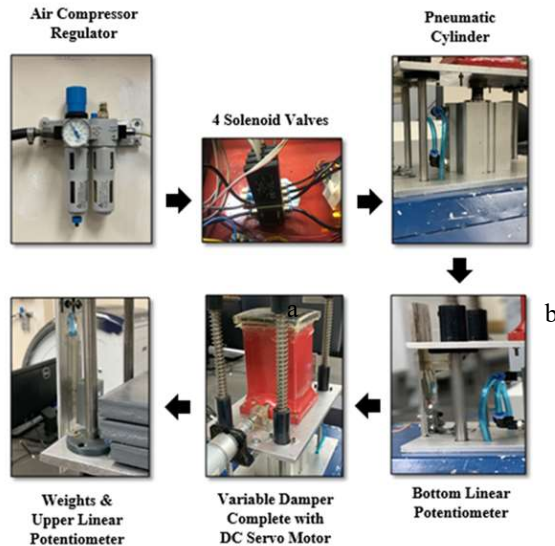 Air Compressor
Regulator
Pneumatic
Cylinder
4 Solenoid Valves
a
b
Weights &
Upper Linear
Potentiometer
Variable Damper
Complete with
DC Servo Motor
Bottom Linear
Potentiometer